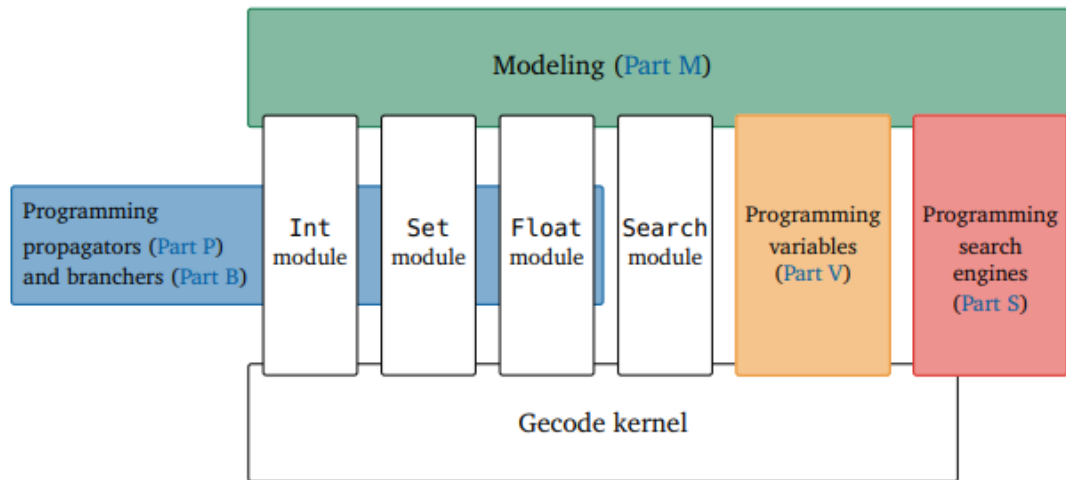 Modeling (Part M)
Programming
propagators (Part P)
and branchers (Part B)
Int
module
Set
module
Float
module
Search
module
Programming
variables
(Part V)
Programming
search
engines
(Part S)
Gecode kernel